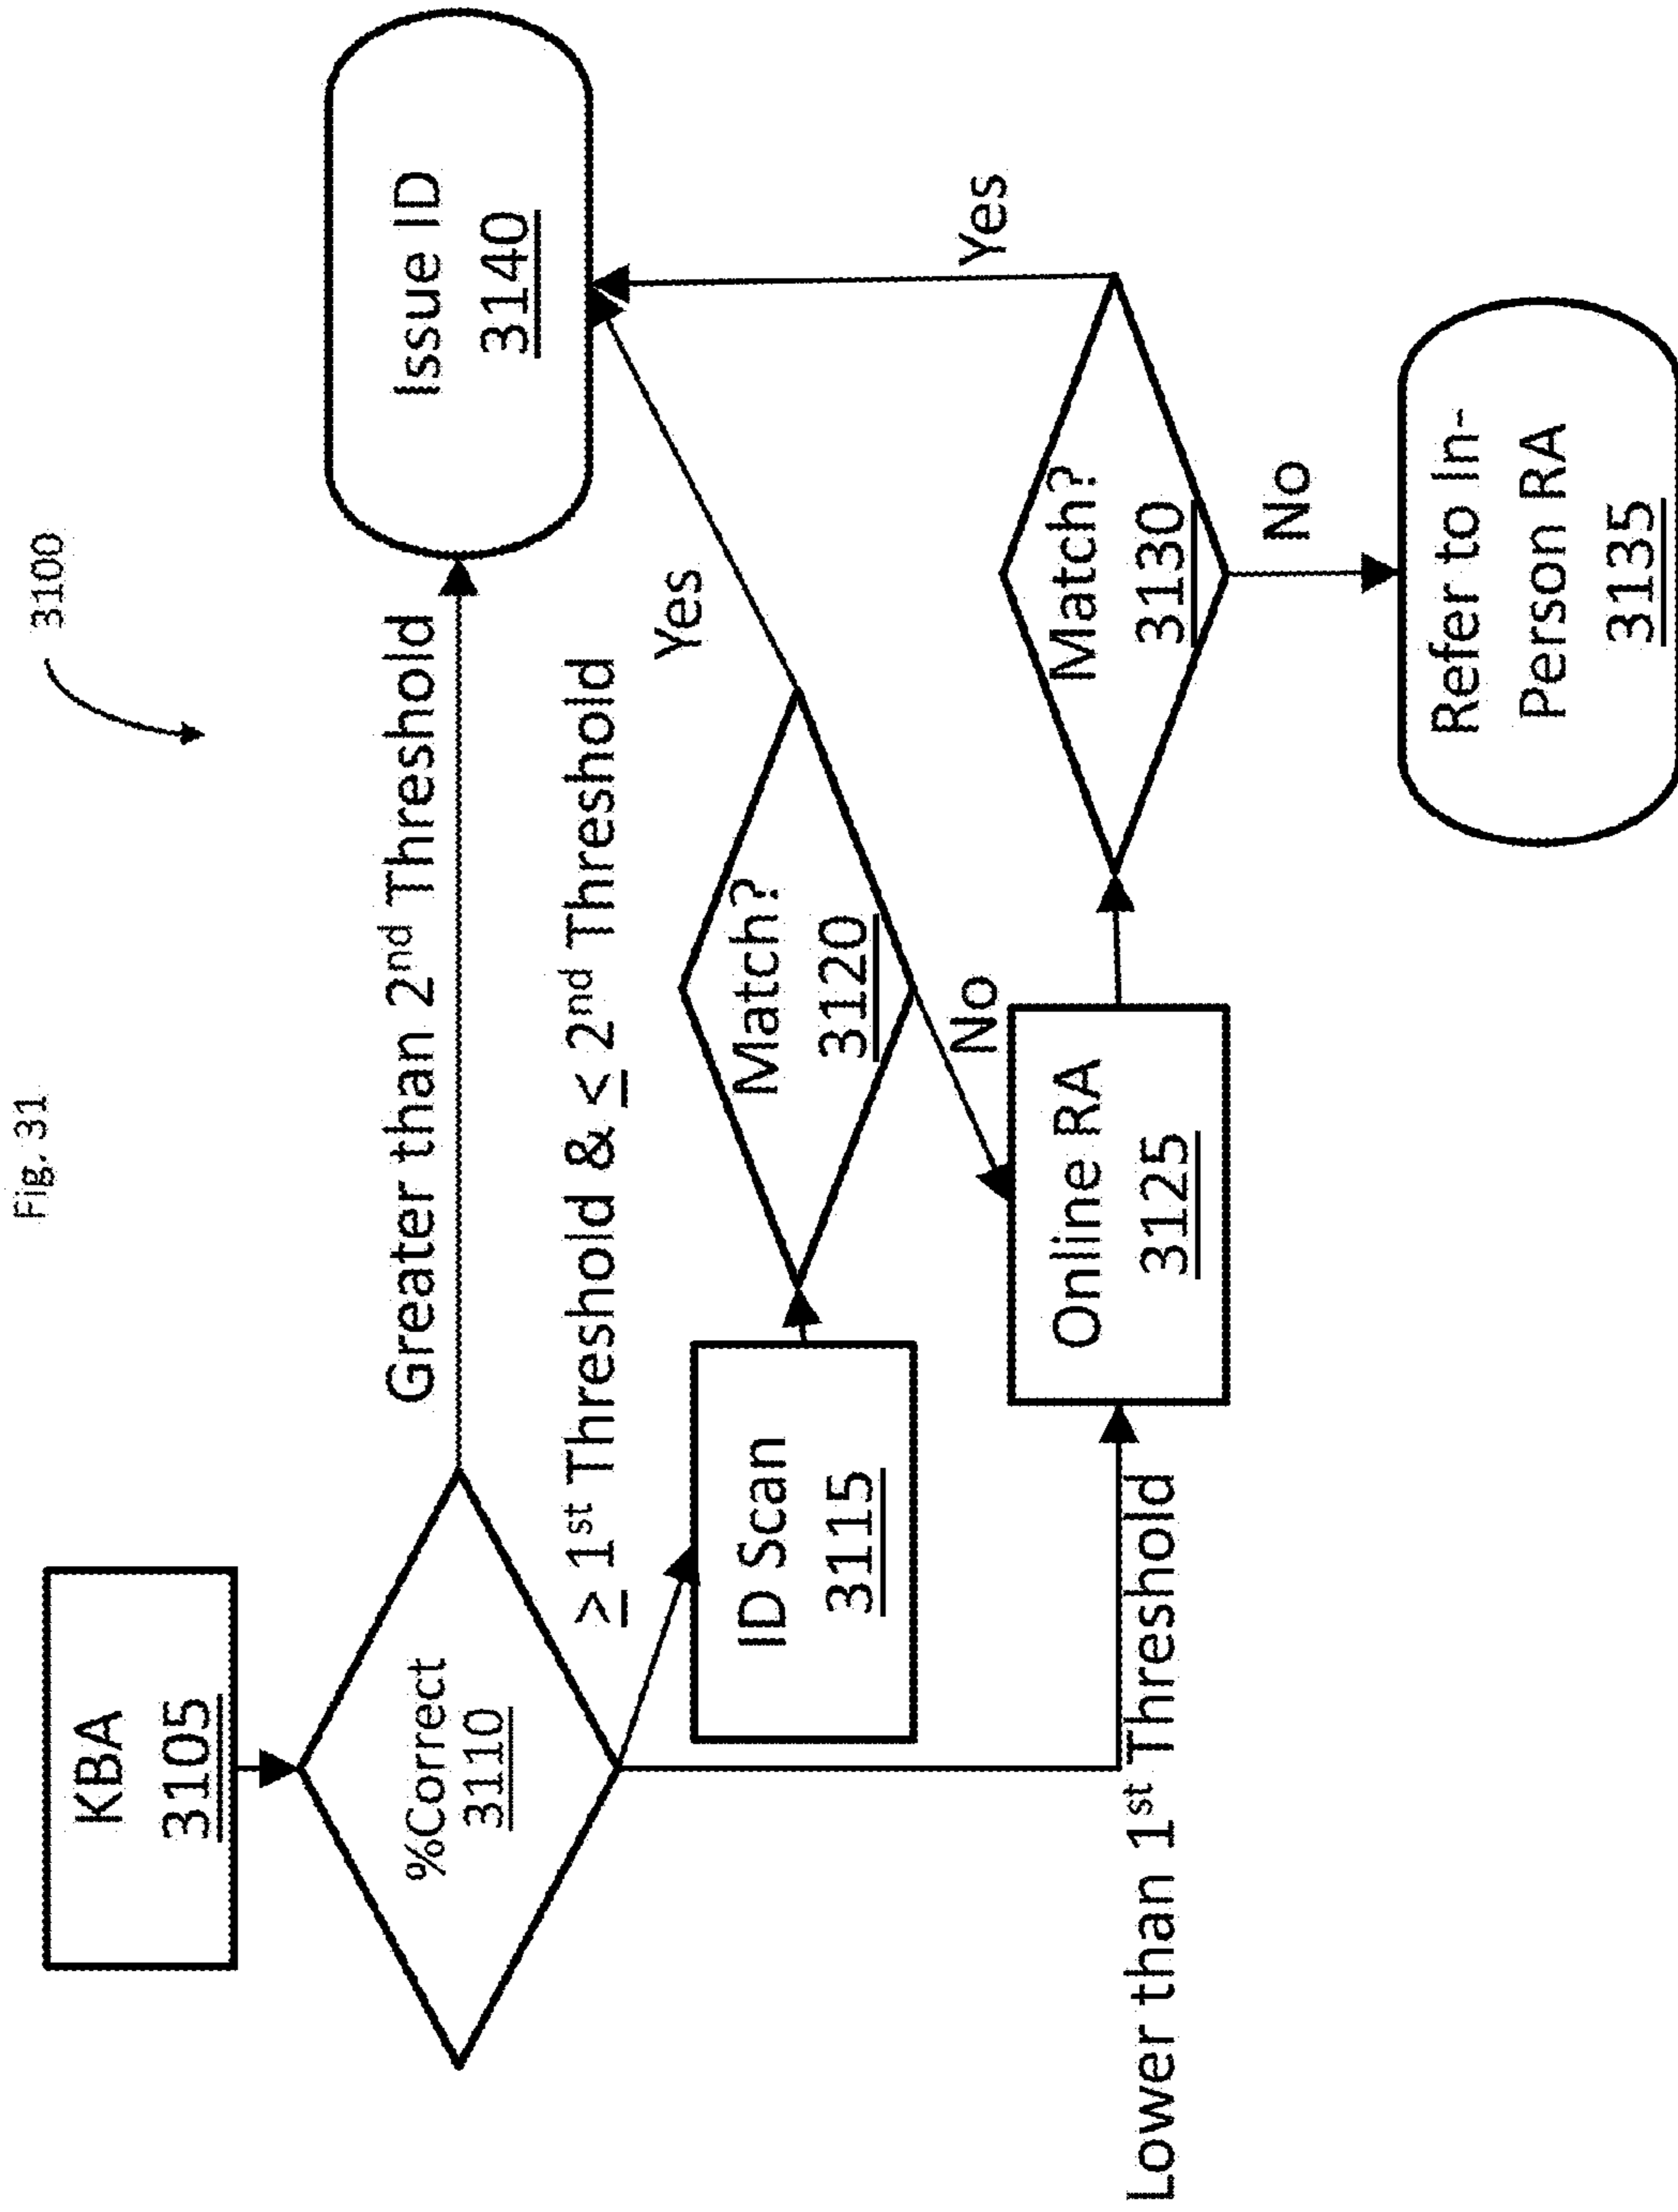 Fig. 31
3100
KBA
3105
%Correct
3110
Greater than 2nd Threshold
Issue ID
3140
≥ 1st Threshold & ≤ 2nd Threshold
ID Scan
3115
Match?
3120
Yes
No
Lower than 1st Threshold
Online RA
3125
Match?
3130
Yes
No
Refer to In-
Person RA
3135